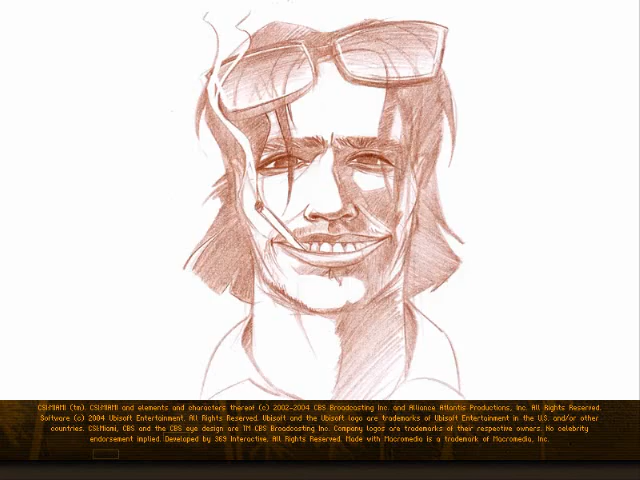 CSI:MIAMI (tm). CSI:MIAMI and elements and characters thereof (c) 2002-2004 CBS Broadcasting Inc. and Alliance Atlantis Productions, Inc. All Rights Reserved.
Software (c) 2004 Ubisoft Entertainment. All Rights Reserved. Ubisoft and the Ubisoft logo are trademarks of Ubisoft Entertainment in the U.S. and/or other
countries. CSI:Miami, CBS and the CBS eye design are TM CBS Broadcasting Inc. Company logos are trademarks of their respective owners. No celebrity
endorsement implied. Developed by 369 Interactive. All Rights Reserved. Made with Macromedia is a trademark of Macromedia, Inc.